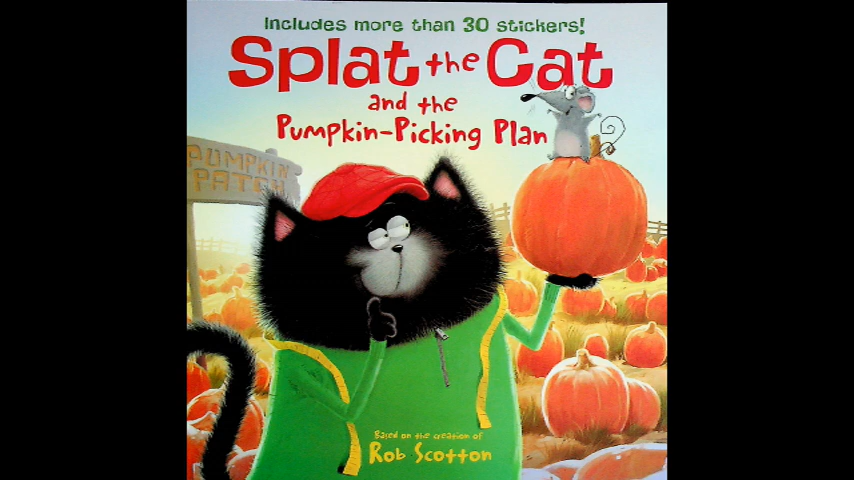 Includes more than 30 stickers!
Splat the Cat
and the
Pumpkin-Picking Plan
PUMPKIN
PATCH
Based on the creation of
Rob Scotton